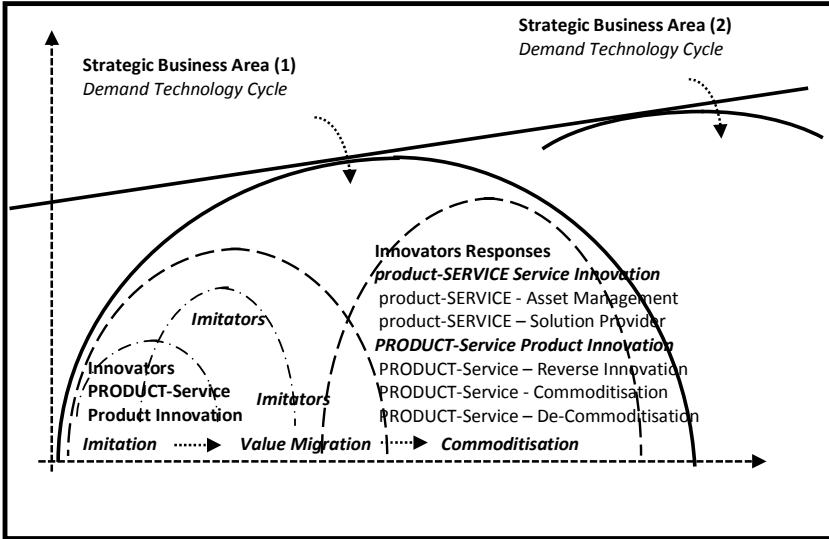 Strategic Business Area (1)
Demand Technology Cycle
Strategic Business Area (2)
Demand Technology Cycle
Innovators Responses
product-SERVICE Service Innovation
product-SERVICE - Asset Management
product-SERVICE – Solution Provider
PRODUCT-Service Product Innovation
PRODUCT-Service – Reverse Innovation
PRODUCT-Service - Commoditisation
PRODUCT-Service – De-Commoditisation
Imitators
Imitators
Innovators
PRODUCT-Service
Product Innovation
Imitation
Value Migration
Commoditisation